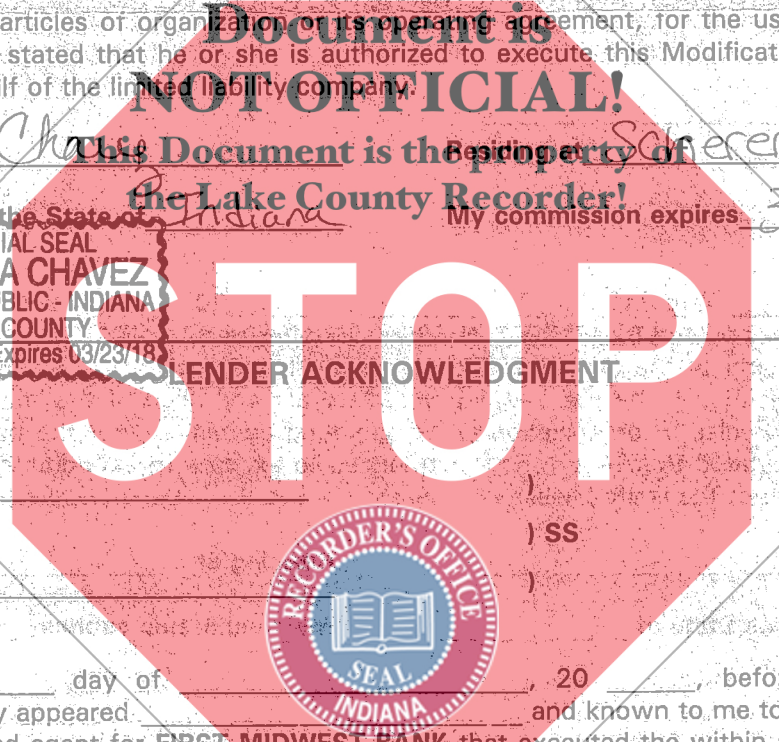 articles of organization or its operating agreement, for the us
Document is
stated that he or she is authorized to execute this Modificat
NOT OFFICIAL!
lf of the limited liability company.
This Document is the property of
Residing at Scherer
the Lake County Recorder!
the State of Indiana My commission expires
IAL SEAL
A CHAVEZ
BLIC - INDIANA
COUNTY
xpires 03/23/18
STOP
LENDER ACKNOWLEDGMENT
)
) SS
)
RECORDER'S OFFICE
SEAL
INDIANA
day of , 20 , befo
y appeared and known to me to
d agent for FIRST MIDWEST BANK that executed the within